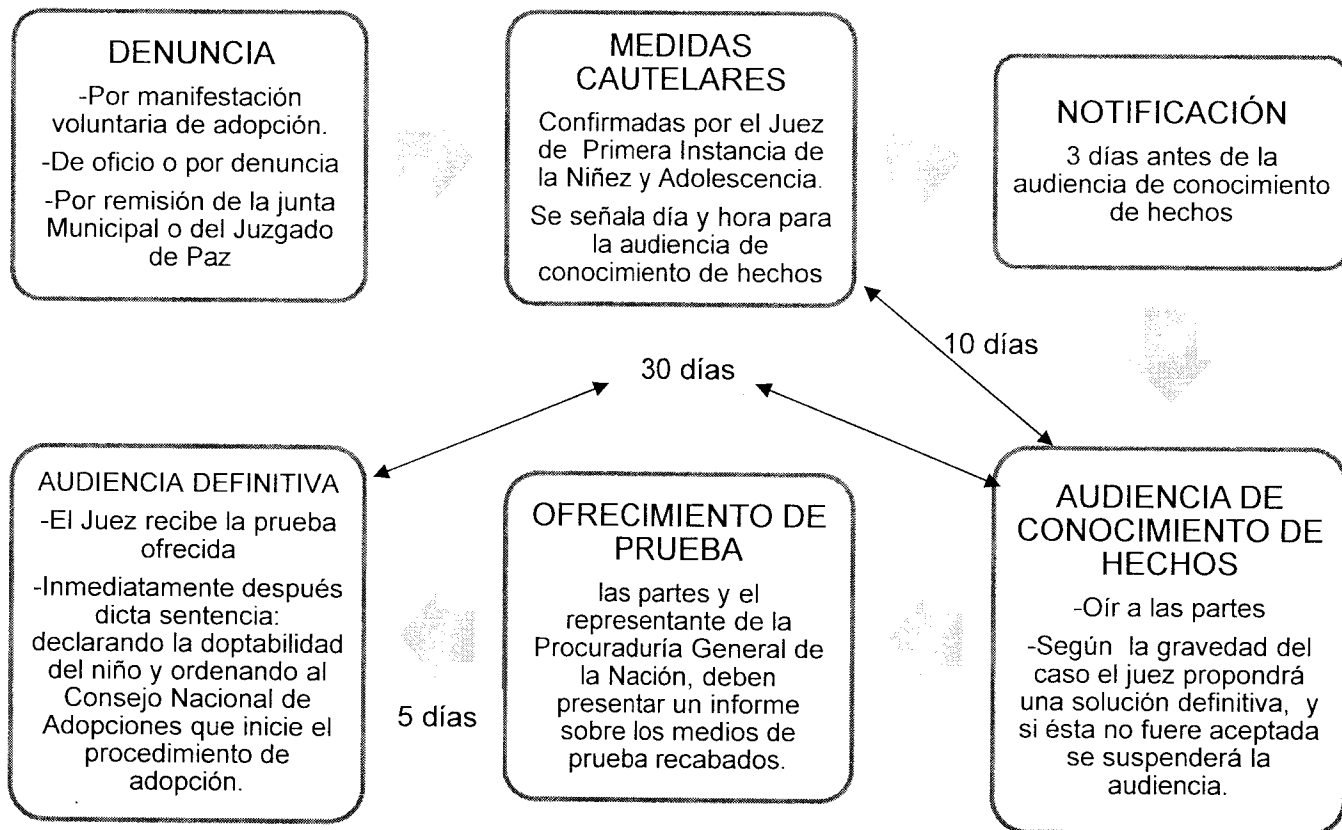 DENUNCIA
-Por manifestación
voluntaria de adopción.
-De oficio o por denuncia
-Por remisión de la junta
Municipal o del Juzgado
de Paz
MEDIDAS
CAUTELARES
Confirmadas por el Juez
de Primera Instancia de
la Niñez y Adolescencia.
Se señala día y hora para
la audiencia de
conocimiento de hechos
NOTIFICACIÓN
3 días antes de la
audiencia de conocimiento
de hechos
10 días
30 días
AUDIENCIA DE
CONOCIMIENTO DE
HECHOS
-Oír a las partes
-Según la gravedad del
caso el juez propondrá
una solución definitiva, y
si ésta no fuere aceptada
se suspenderá la
audiencia.
OFRECIMIENTO DE
PRUEBA
las partes y el
representante de la
Procuraduría General de
la Nación, deben
presentar un informe
sobre los medios de
prueba recabados.
5 días
AUDIENCIA DEFINITIVA
-El Juez recibe la prueba
ofrecida
-Inmediatamente después
dicta sentencia:
declarando la doptabilidad
del niño y ordenando al
Consejo Nacional de
Adopciones que inicie el
procedimiento de
adopción.